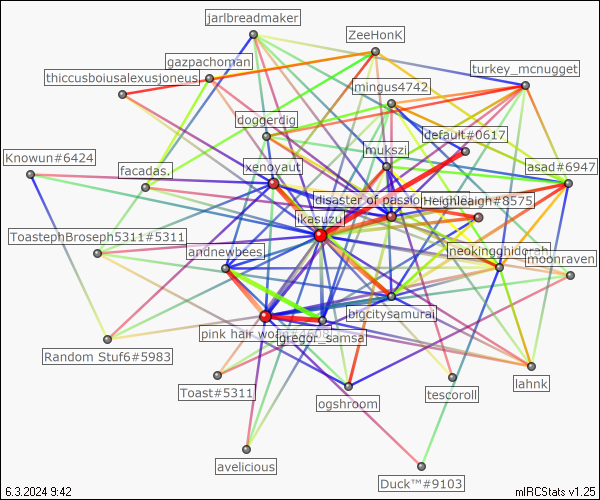 jarlbreadmaker
ZeeHonK
gazpachoman
turkey_mcnugget
thiccusboiusalexusjoneus
mingus4742
doggerdig
default#0617
mukszi
Knowun#6424
xenoyaut
asad#6947
facadas.
disaster of passio
Heighleaigh#8575
ikasuzu
ToastephBroseph5311#5311
andnewbees
neokingghidorah
moonraven
bigcitysamurai
pink hair woa
gregor_samsa
Random Stuf6#5983
lahnk
Toast#5311
tescoroll
ogshroom
avelicious
Duck™#9103
6.3.2024 9:42
mIRCStats v1.25